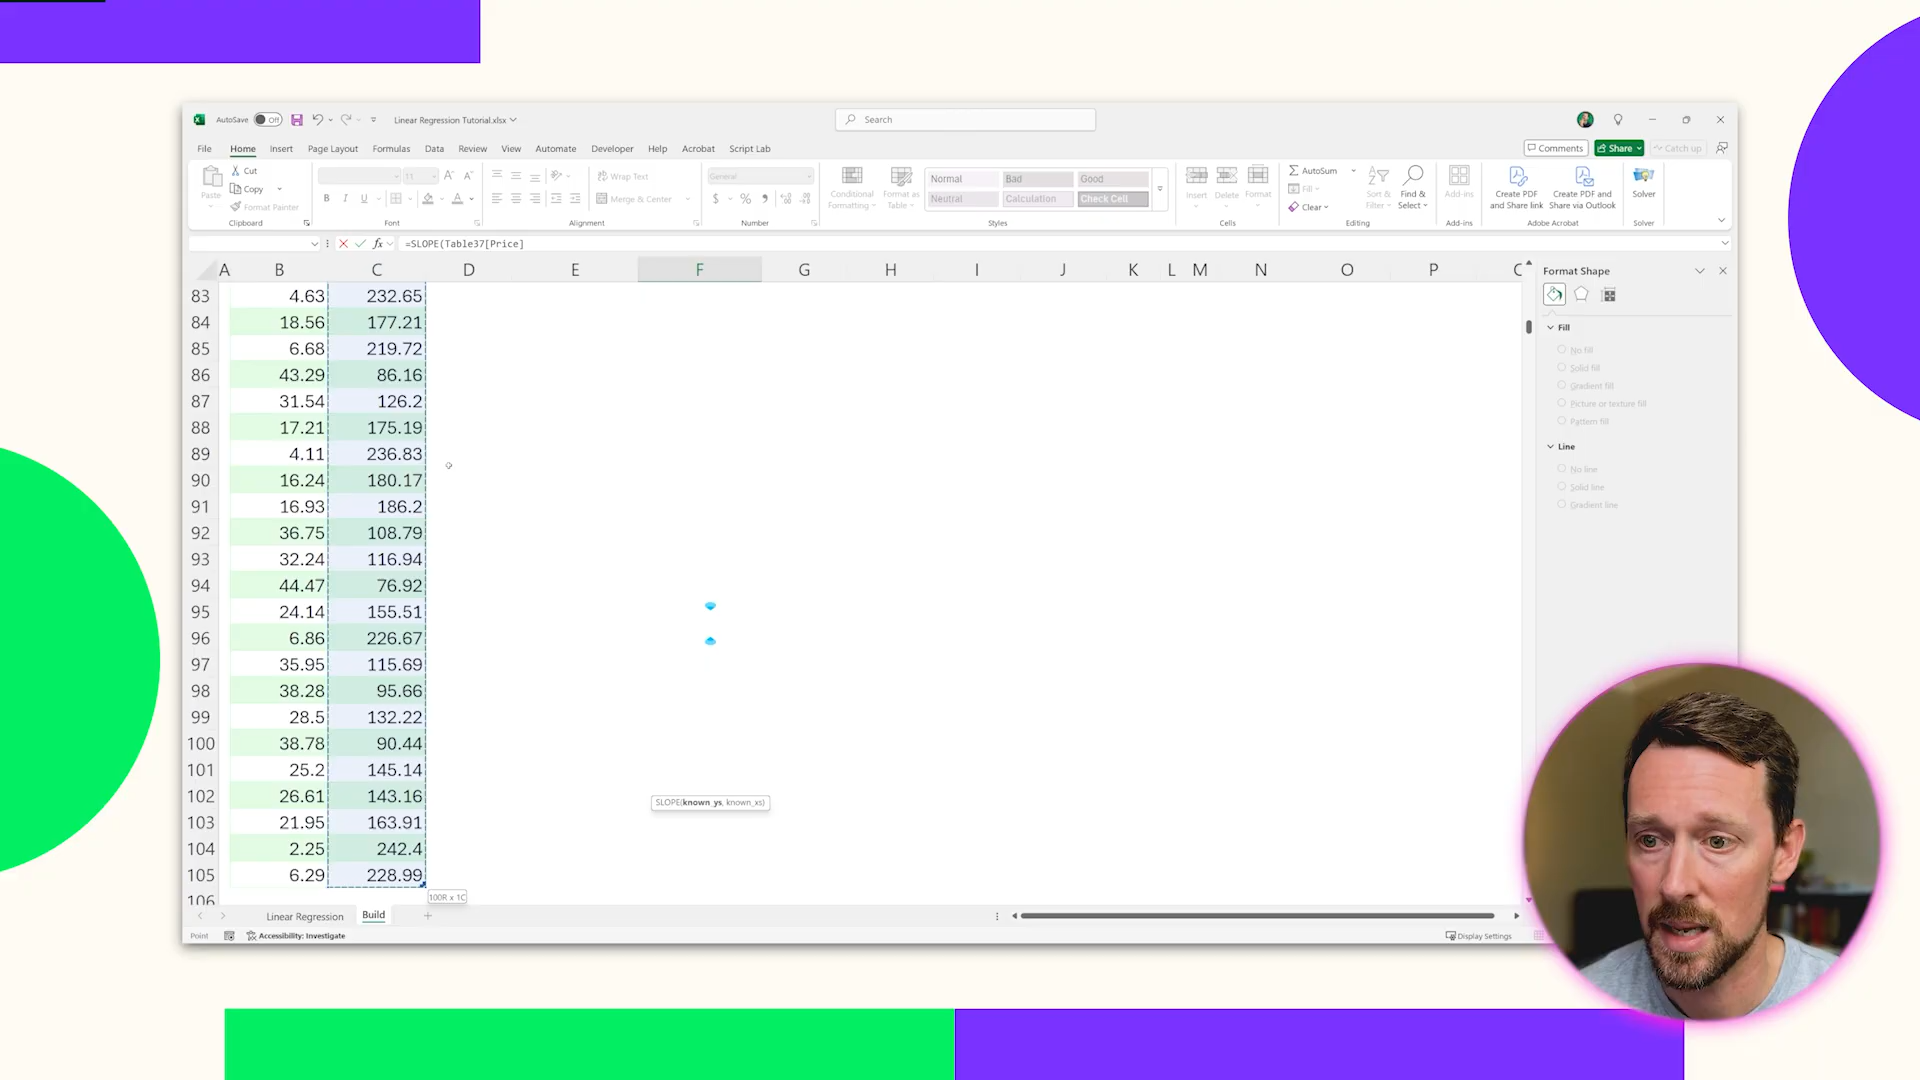 AutoSave Off Linear Regression Tutorial.xlsx Search
File Home Insert Page Layout Formulas Data Review View Automate Developer Help Acrobat Script Lab Comments Share Catch up
Paste Cut Copy Format Painter Clipboard
11 B I U Font
Wrap Text Merge & Center Alignment
General $ % Number
Conditional Formatting Format as Table
Normal Bad Good
Neutral Calculation Check Cell
Styles
Insert Delete Format Cells
AutoSum Fill Clear Sort & Filter Find & Select Editing
Add-ins Add-ins
Create PDF and Share link Create PDF and Share via Outlook Adobe Acrobat
Solver Solver
fx =SLOPE(Table37[Price]
A B C D E F G H I J K L M N O P
83 4.63 232.65
84 18.56 177.21
85 6.68 219.72
86 43.29 86.16
87 31.54 126.2
88 17.21 175.19
89 4.11 236.83
90 16.24 180.17
91 16.93 186.2
92 36.75 108.79
93 32.24 116.94
94 44.47 76.92
95 24.14 155.51
96 6.86 226.67
97 35.95 115.69
98 38.28 95.66
99 28.5 132.22
100 38.78 90.44
101 25.2 145.14
102 26.61 143.16
103 21.95 163.91
104 2.25 242.4
105 6.29 228.99
106
SLOPE(known_ys, known_xs)
100R x 1C
Format Shape
Fill
No fill
Solid fill
Gradient fill
Picture or texture fill
Pattern fill
Line
No line
Solid line
Gradient line
Linear Regression Build
Point Accessibility: Investigate Display Settings